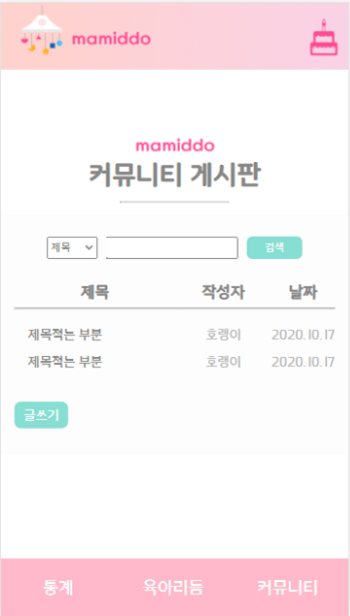 mamiddo
mamiddo
커뮤니티 게시판
제목 검색
제목 작성자 날짜
제목적는 부분 호랭이 2020.10.17
제목적는 부분 호랭이 2020.10.17
글쓰기
통계 육아리듬 커뮤니티